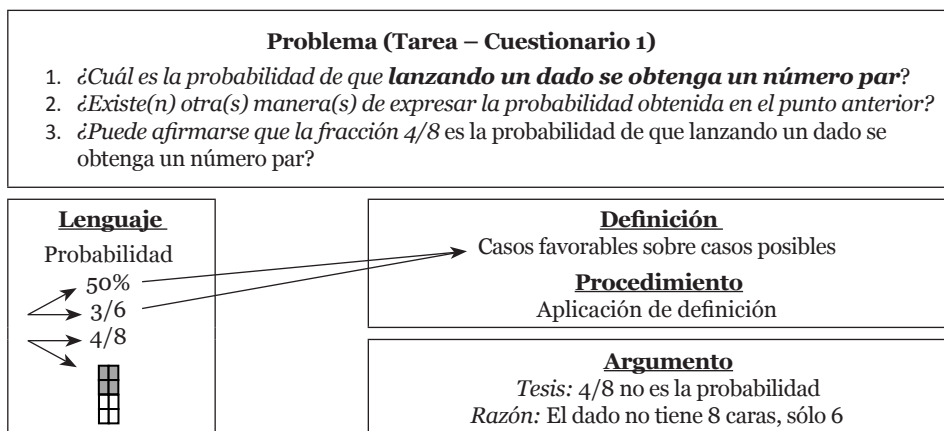 Problema (Tarea – Cuestionario 1)
1. ¿Cuál es la probabilidad de que lanzando un dado se obtenga un número par?
2. ¿Existe(n) otra(s) manera(s) de expresar la probabilidad obtenida en el punto anterior?
3. ¿Puede afirmarse que la fracción 4/8 es la probabilidad de que lanzando un dado se
obtenga un número par?
Lenguaje
Probabilidad
50%
3/6
4/8
Definición
Casos favorables sobre casos posibles
Procedimiento
Aplicación de definición
Argumento
Tesis: 4/8 no es la probabilidad
Razón: El dado no tiene 8 caras, sólo 6